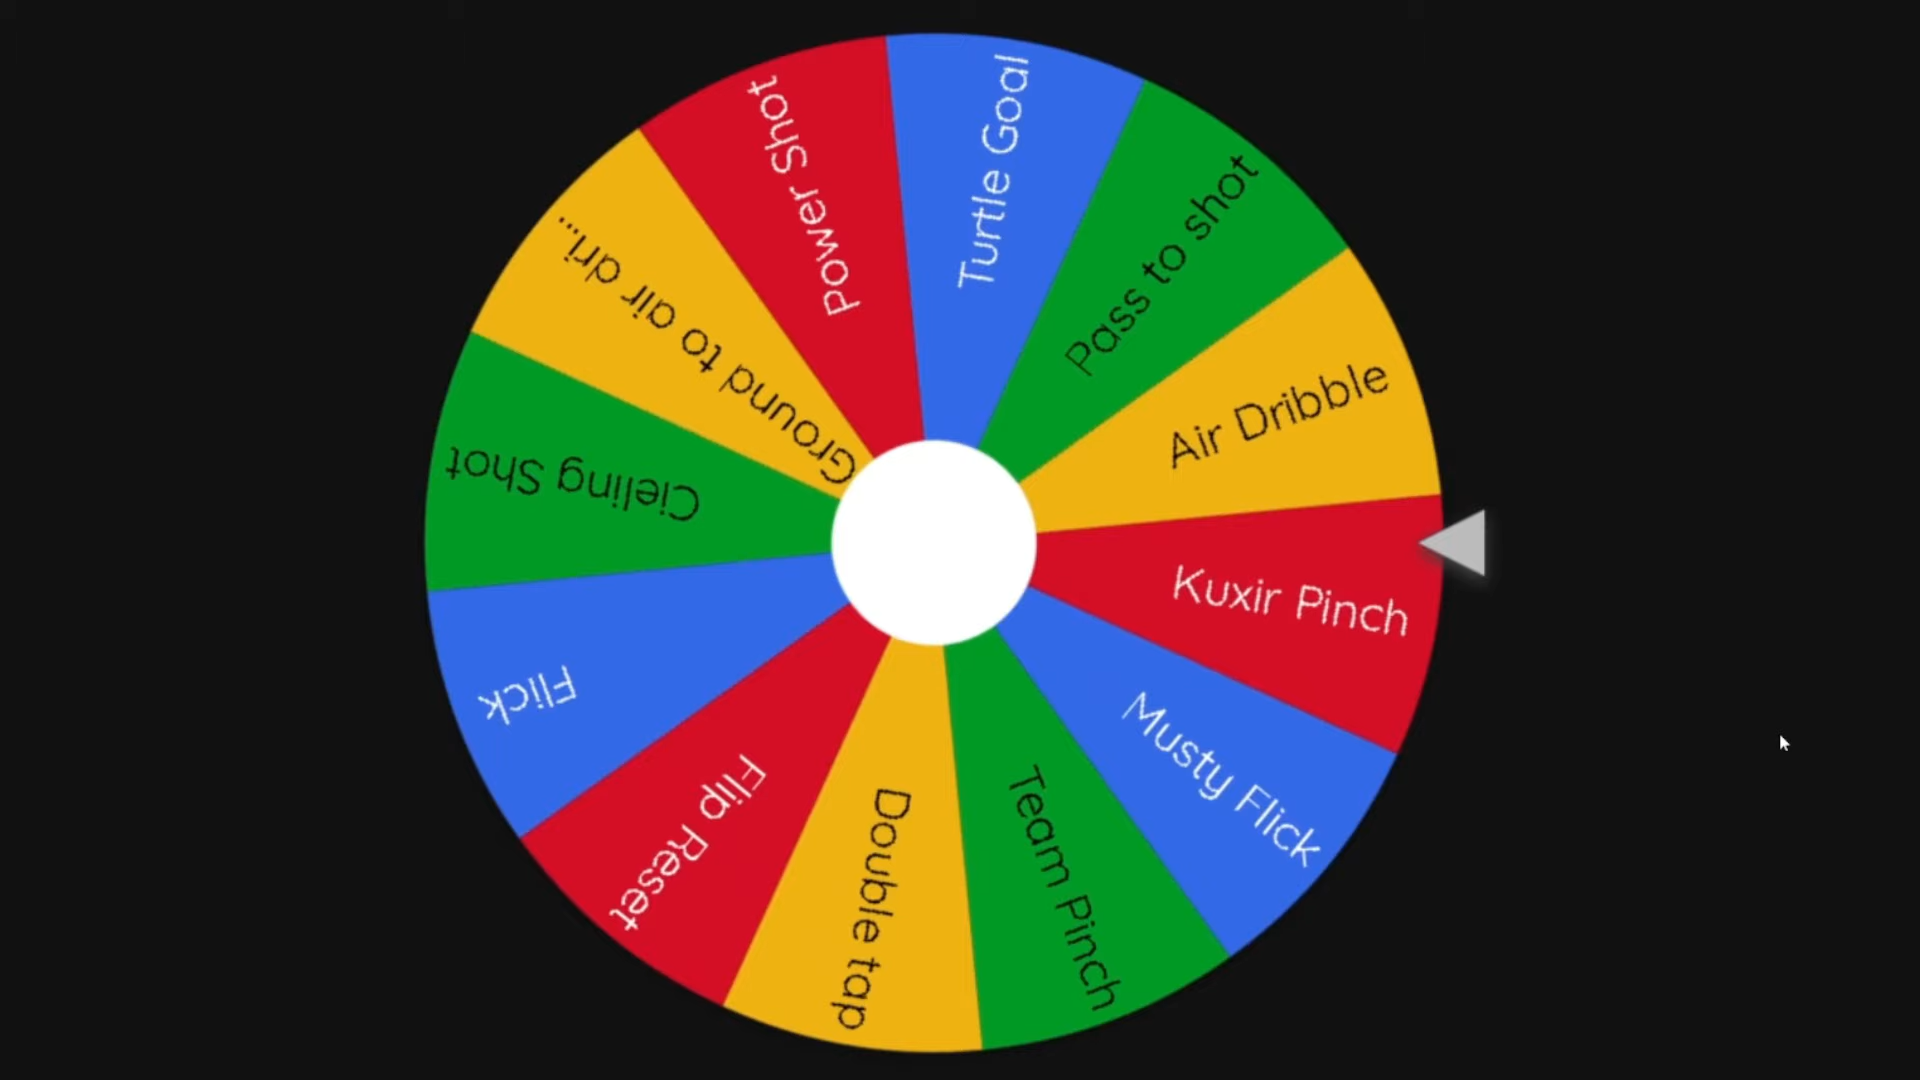 Turtle Goal
Pass to shot
Air Dribble
Kuxir Pinch
Musty Flick
Team Pinch
Double tap
Flip Reset
Flick
Cieling Shot
Ground to air dri...
Power Shot